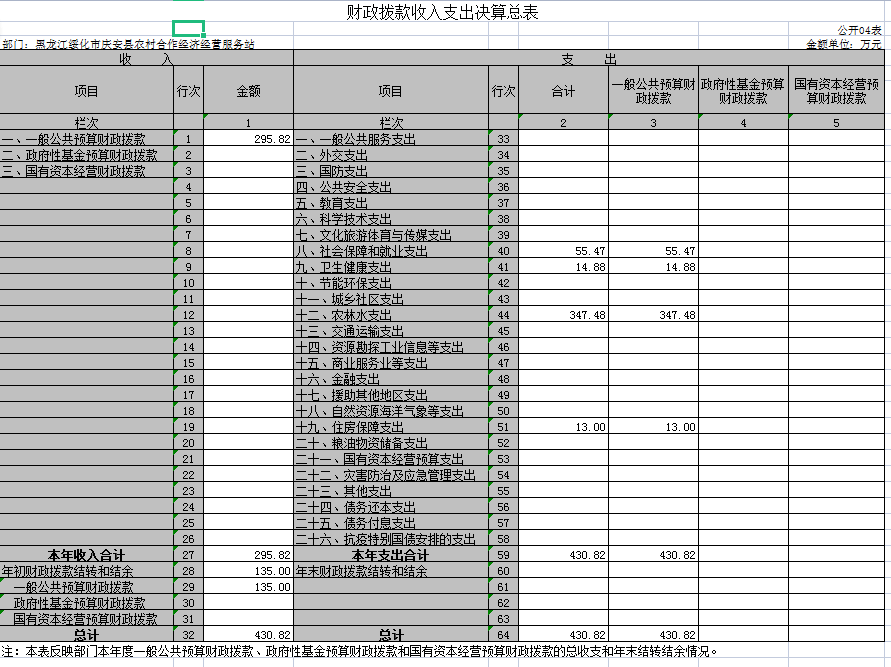 财政拨款收入支出决算总表
公开04表
部门：黑龙江绥化市庆安县农村合作经济经营服务站 金额单位：万元
收 入 支 出
项目 行次 金额 项目 行次 合计 一般公共预算财政拨款 政府性基金预算财政拨款 国有资本经营预算财政拨款
栏次 1 栏次 2 3 4 5
一、一般公共预算财政拨款 1 295.82 一、一般公共服务支出 33
二、政府性基金预算财政拨款 2 二、外交支出 34
三、国有资本经营财政拨款 3 三、国防支出 35
4 四、公共安全支出 36
5 五、教育支出 37
6 六、科学技术支出 38
7 七、文化旅游体育与传媒支出 39
8 八、社会保障和就业支出 40 55.47 55.47
9 九、卫生健康支出 41 14.88 14.88
10 十、节能环保支出 42
11 十一、城乡社区支出 43
12 十二、农林水支出 44 347.48 347.48
13 十三、交通运输支出 45
14 十四、资源勘探工业信息等支出 46
15 十五、商业服务业等支出 47
16 十六、金融支出 48
17 十七、援助其他地区支出 49
18 十八、自然资源海洋气象等支出 50
19 十九、住房保障支出 51 13.00 13.00
20 二十、粮油物资储备支出 52
21 二十一、国有资本经营预算支出 53
22 二十二、灾害防治及应急管理支出 54
23 二十三、其他支出 55
24 二十四、债务还本支出 56
25 二十五、债务付息支出 57
26 二十六、抗疫特别国债安排的支出 58
本年收入合计 27 295.82 本年支出合计 59 430.82 430.82
年初财政拨款结转和结余 28 135.00 年末财政拨款结转和结余 60
一般公共预算财政拨款 29 135.00 61
政府性基金预算财政拨款 30 62
国有资本经营预算财政拨款 31 63
总计 32 430.82 总计 64 430.82 430.82
注：本表反映部门本年度一般公共预算财政拨款、政府性基金预算财政拨款和国有资本经营预算财政拨款的总收支和年末结转结余情况。